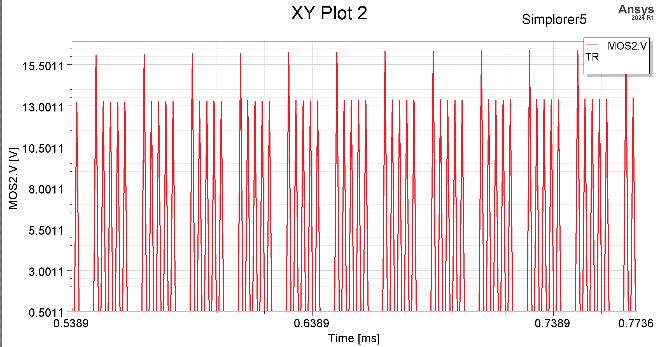 XY Plot 2
Simplorer5
Ansys
2024 R1
MOS2.V
TR
15.5011
13.0011
10.5011
8.0011
5.5011
3.0011
0.5011
MOS2.V [V]
0.5389
0.6389
0.7389
0.7736
Time [ms]